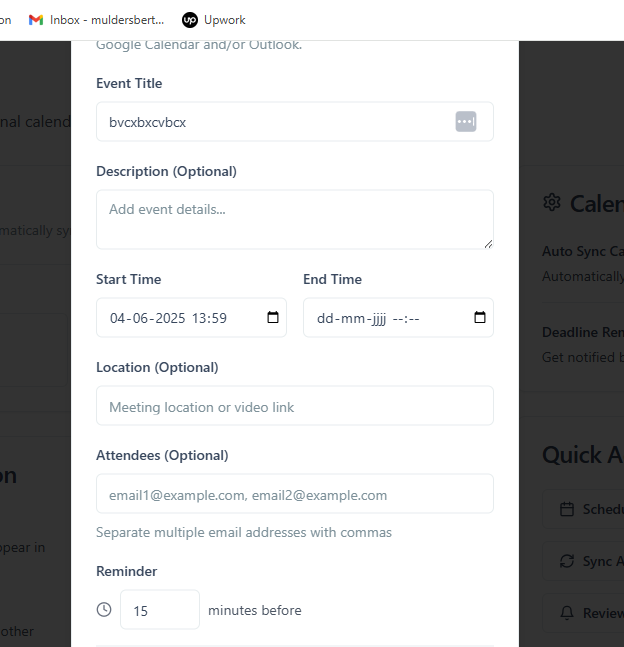 on Inbox - muldersbert... up Upwork
Google Calendar and/or Outlook.
Event Title
nal calend
bvcxbxcvbcx
Description (Optional)
Add event details...
Calen
matically sy
Auto Sync Ca
Automatically
Start Time End Time
04-06-2025 13:59 dd-mm-jjjj --:--
Deadline Ren
Get notified b
Location (Optional)
Meeting location or video link
Attendees (Optional)
Quick A
on
email1@example.com, email2@example.com
Schedu
Separate multiple email addresses with commas
ppear in
Sync A
Reminder
15 minutes before
Review
other